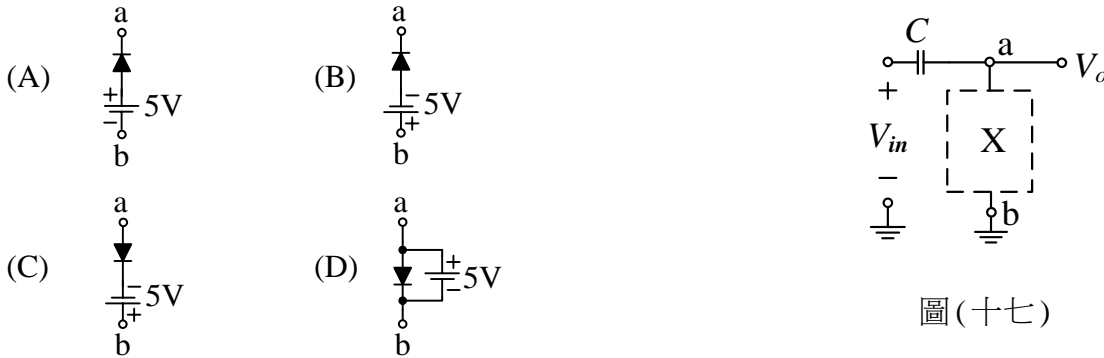 a
(A) + − 5V
b
a
(B) − + 5V
b
a
(C) − + 5V
b
a
(D) + − 5V
b
C a Vo
+
Vin X
−
b
圖(十七)